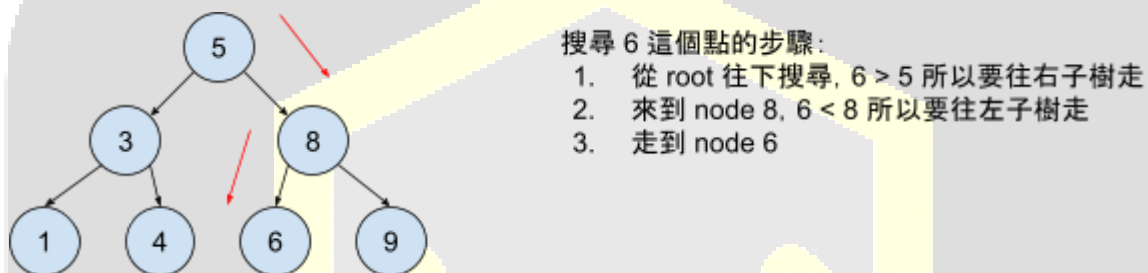 5
搜尋 6 這個點的步驟:
1. 從 root 往下搜尋, 6 > 5 所以要往右子樹走
2. 來到 node 8, 6 < 8 所以要往左子樹走
3. 走到 node 6
3 8
1 4 6 9